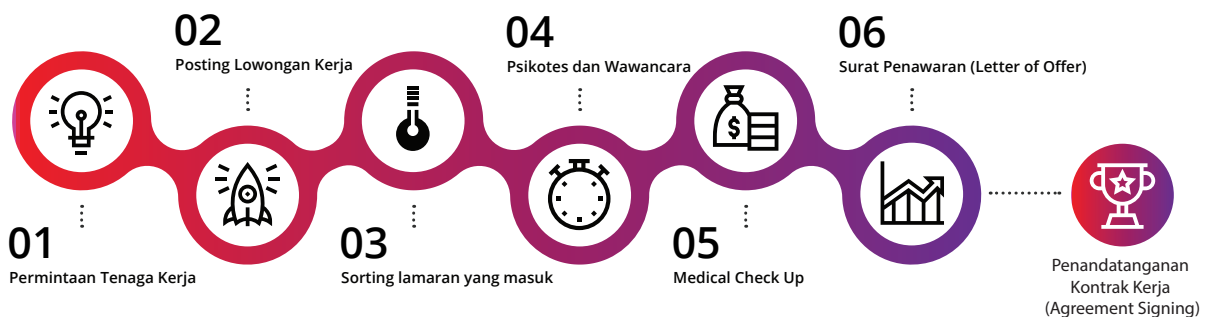 01
Permintaan Tenaga Kerja
02
Posting Lowongan Kerja
03
Sorting lamaran yang masuk
04
Psikotes dan Wawancara
$
05
Medical Check Up
06
Surat Penawaran (Letter of Offer)
Penandatanganan
Kontrak Kerja
(Agreement Signing)